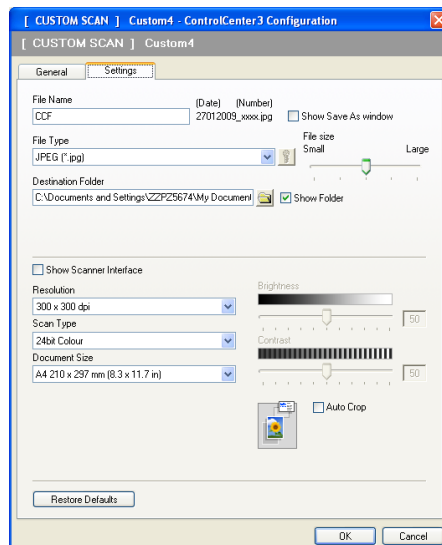 [ CUSTOM SCAN ] Custom4 - ControlCenter3 Configuration
[ CUSTOM SCAN ] Custom4
General Settings
File Name (Date) (Number)
CCF 27012009_xxxx.jpg Show Save As window
File Type File size
JPEG (*.jpg) Small Large
Destination Folder
C:\Documents and Settings\ZZPZ5674\My Document Show Folder
Show Scanner Interface
Resolution Brightness
300 x 300 dpi 50
Scan Type
24bit Colour Contrast
Document Size
A4 210 x 297 mm (8.3 x 11.7 in) 50
Auto Crop
Restore Defaults
OK Cancel